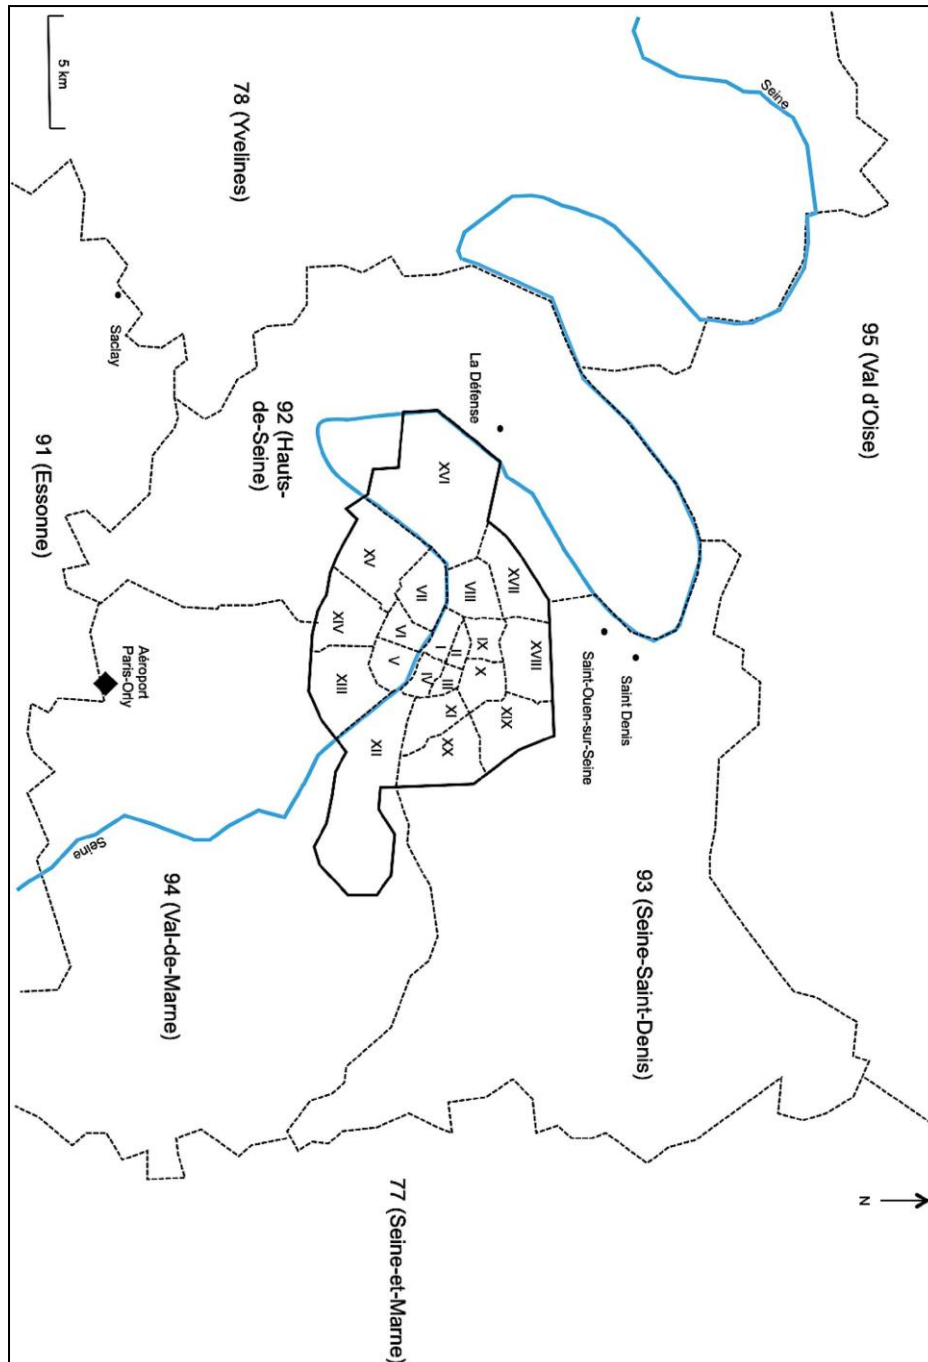 95 (Val d'Oise)
Seine
78 (Yvelines)
5 km
La Défense
Saint Denis
Saint-Ouen-sur-Seine
93 (Seine-Saint-Denis)
N
Saclay
92 (Hauts-
de-Seine)
91 (Essonne)
XVI
XVII
XVIII
VIII
IX
X
XIX
II
III
I
IV
XI
XX
VII
VI
V
XV
XIV
XIII
XII
Aéroport
Paris-Orly
Seine
94 (Val-de-Marne)
77 (Seine-et-Marne)